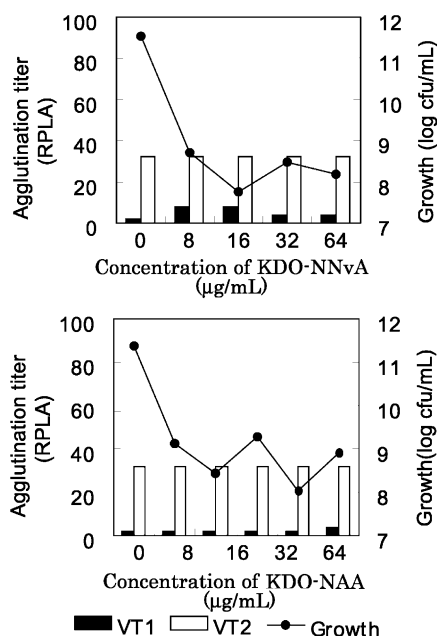 Agglutination titer
(RPLA)
100
80
60
40
20
0
12
11
10
9
8
7
Growth (log cfu/mL)
0 8 16 32 64
Concentration of KDO-NNvA
(μg/mL)
Agglutination titer
(RPLA)
100
80
60
40
20
0
12
11
10
9
8
7
Growth(log cfu/mL)
0 8 16 32 64
Concentration of KDO-NAA
(μg/mL)
VT1 VT2 Growth